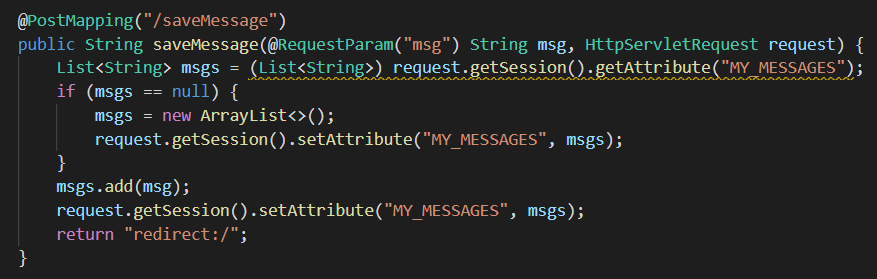 @PostMapping("/saveMessage")
public String saveMessage(@RequestParam("msg") String msg, HttpServletRequest request) {
    List<String> msgs = (List<String>) request.getSession().getAttribute("MY_MESSAGES");
    if (msgs == null) {
        msgs = new ArrayList<>();
        request.getSession().setAttribute("MY_MESSAGES", msgs);
    }
    msgs.add(msg);
    request.getSession().setAttribute("MY_MESSAGES", msgs);
    return "redirect:/";
}